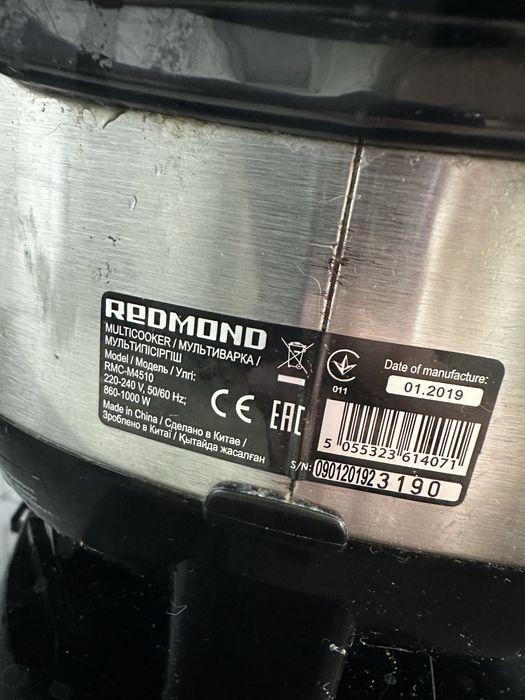 REDMOND
MULTICOOKER / МУЛЬТИВАРКА /
МУЛЬТИПІСІРГІШ
Model / Модель / Улгі:
RMC-M4510
220-240 V, 50/60 Hz;
860-1000 W
Made in China / Сделано в Китае /
Зроблено в Китаї / Қытайда жасалған
CE
EAC
011
Date of manufacture:
01.2019
5 055323 614071
S/N: 090120192 3190